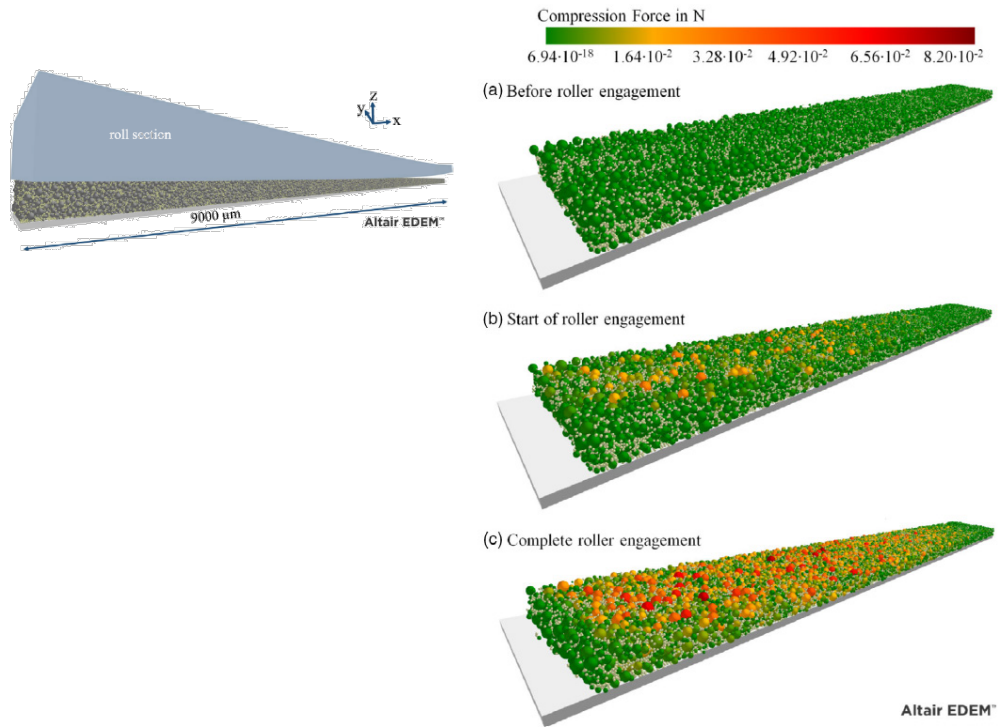 roll section
z
y
x
9000 μm
Altair EDEM™
Compression Force in N
6.94·10⁻¹⁸ 1.64·10⁻² 3.28·10⁻² 4.92·10⁻² 6.56·10⁻² 8.20·10⁻²
(a) Before roller engagement
(b) Start of roller engagement
(c) Complete roller engagement
Altair EDEM™